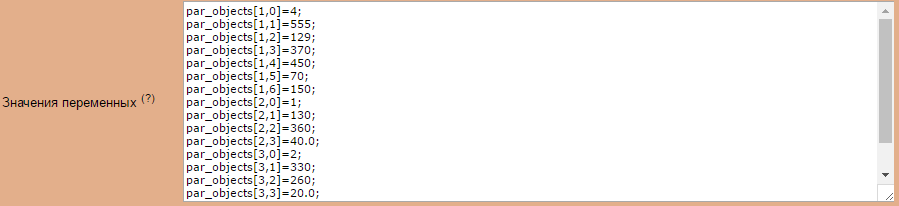 Значения переменных (?)
par_objects[1,0]=4;
par_objects[1,1]=555;
par_objects[1,2]=129;
par_objects[1,3]=370;
par_objects[1,4]=450;
par_objects[1,5]=70;
par_objects[1,6]=150;
par_objects[2,0]=1;
par_objects[2,1]=130;
par_objects[2,2]=360;
par_objects[2,3]=40.0;
par_objects[3,0]=2;
par_objects[3,1]=330;
par_objects[3,2]=260;
par_objects[3,3]=20.0;